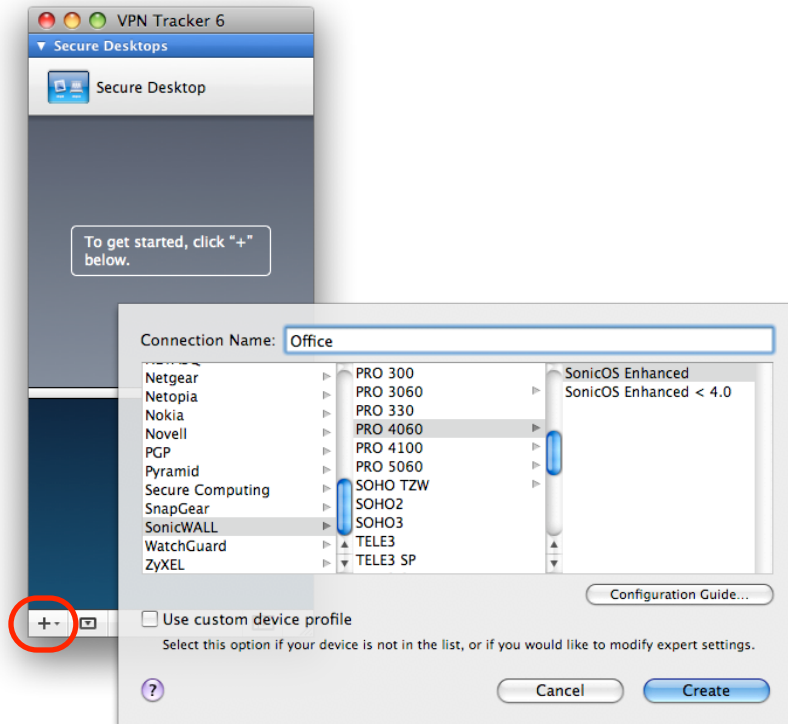 VPN Tracker 6
Secure Desktops
Secure Desktop
To get started, click “+”
below.
Connection Name: Office
Netgear
Netopia
Nokia
Novell
PGP
Pyramid
Secure Computing
SnapGear
SonicWALL
WatchGuard
ZyXEL
PRO 300
PRO 3060
PRO 330
PRO 4060
PRO 4100
PRO 5060
SOHO TZW
SOHO2
SOHO3
TELE3
TELE3 SP
SonicOS Enhanced
SonicOS Enhanced < 4.0
Configuration Guide...
Use custom device profile
Select this option if your device is not in the list, or if you would like to modify expert settings.
?
Cancel
Create